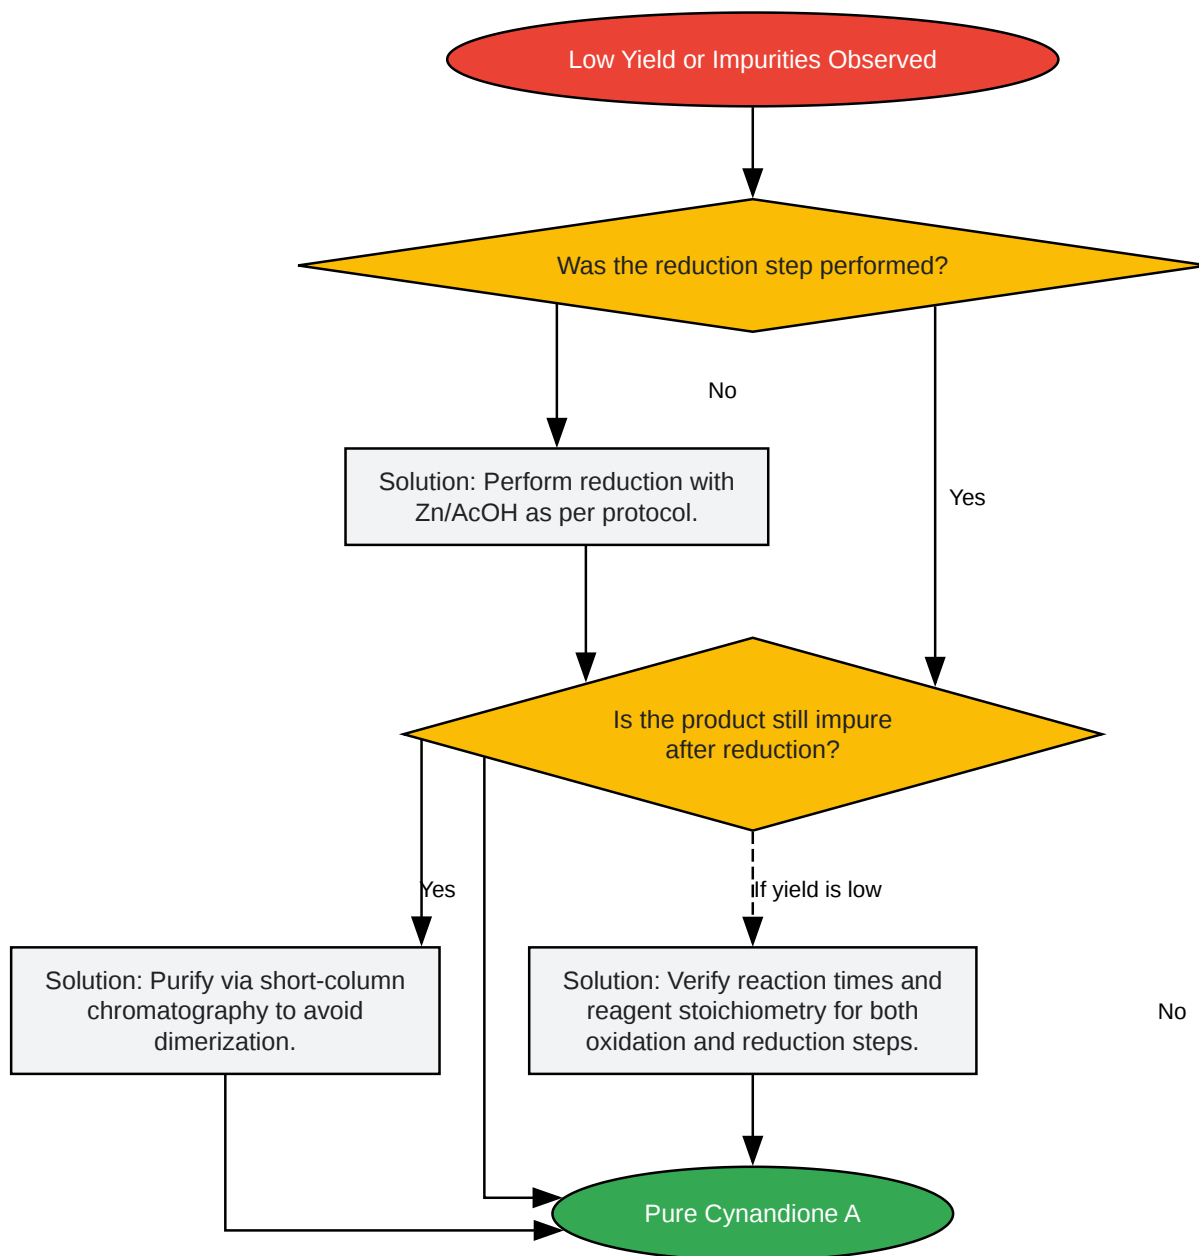 Low Yield or Impurities Observed
Was the reduction step performed?
No
Solution: Perform reduction with
Zn/AcOH as per protocol.
Yes
Is the product still impure
after reduction?
Yes
If yield is low
Solution: Purify via short-column
chromatography to avoid
dimerization.
Solution: Verify reaction times and
reagent stoichiometry for both
oxidation and reduction steps.
No
Pure Cynandione A